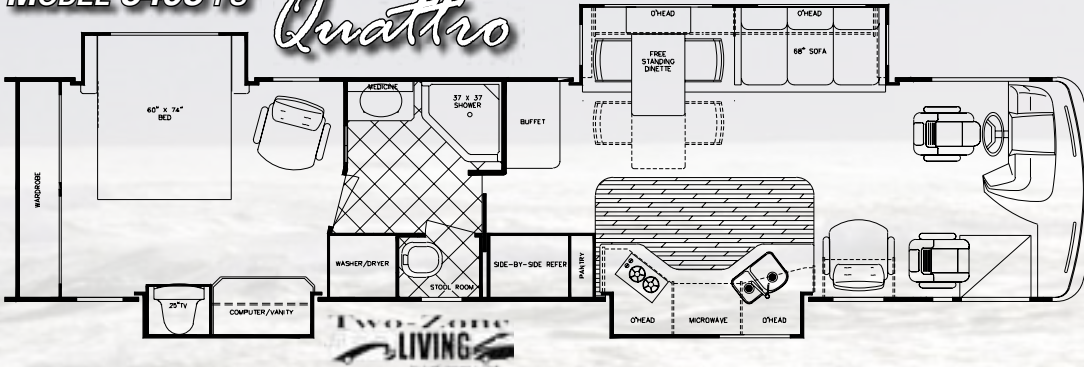 Quattro
O'HEAD
O'HEAD
FREE
STANDING
DINETTE
68" SOFA
60" X 74"
BED
MEDICINE
37 X 37
SHOWER
BUFFET
WARDROBE
WASHER/DRYER
STOOL ROOM
SIDE-BY-SIDE REFER
PANTRY
25"TV
COMPUTER/VANITY
O'HEAD
MICROWAVE
O'HEAD
Two-Zone
LIVING